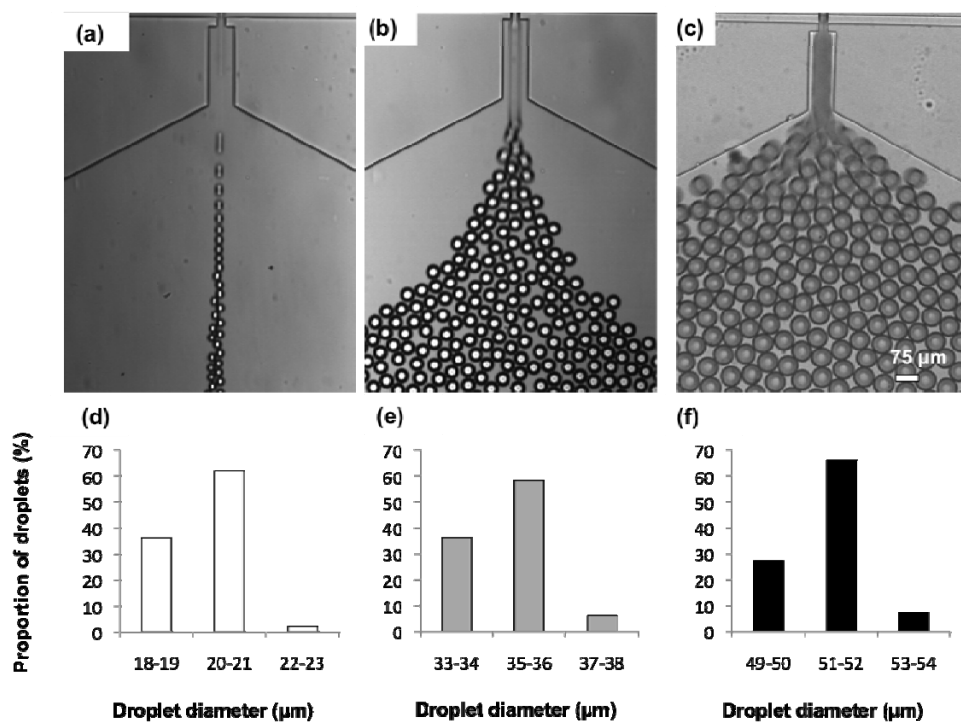 (a)
(b)
(c)
75 µm
(d)
(e)
(f)
Proportion of droplets (%)
70
60
50
40
30
20
10
0
18-19 20-21 22-23
Droplet diameter (µm)
70
60
50
40
30
20
10
0
33-34 35-36 37-38
Droplet diameter (µm)
70
60
50
40
30
20
10
0
49-50 51-52 53-54
Droplet diameter (µm)